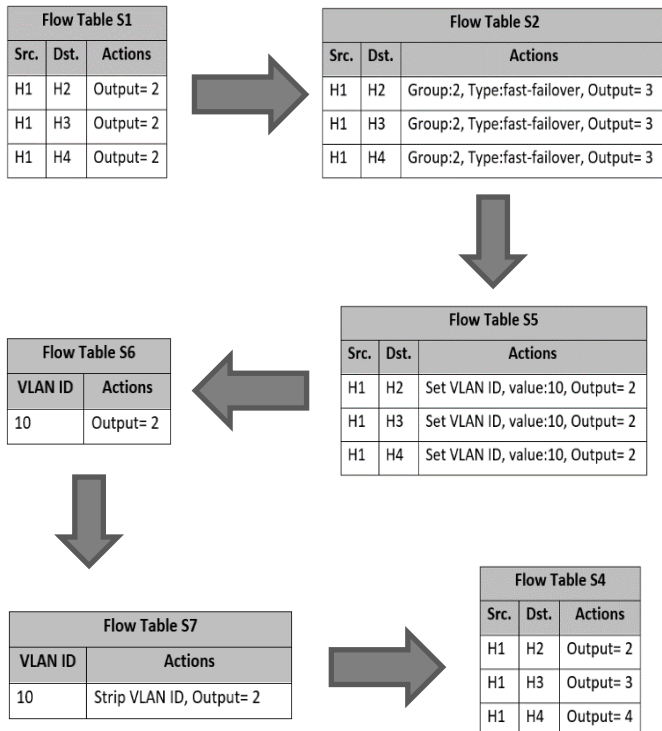 Flow Table S1
Src. Dst. Actions
H1 H2 Output= 2
H1 H3 Output= 2
H1 H4 Output= 2
Flow Table S2
Src. Dst. Actions
H1 H2 Group:2, Type:fast-failover, Output= 3
H1 H3 Group:2, Type:fast-failover, Output= 3
H1 H4 Group:2, Type:fast-failover, Output= 3
Flow Table S5
Src. Dst. Actions
H1 H2 Set VLAN ID, value:10, Output= 2
H1 H3 Set VLAN ID, value:10, Output= 2
H1 H4 Set VLAN ID, value:10, Output= 2
Flow Table S6
VLAN ID Actions
10 Output= 2
Flow Table S7
VLAN ID Actions
10 Strip VLAN ID, Output= 2
Flow Table S4
Src. Dst. Actions
H1 H2 Output= 2
H1 H3 Output= 3
H1 H4 Output= 4